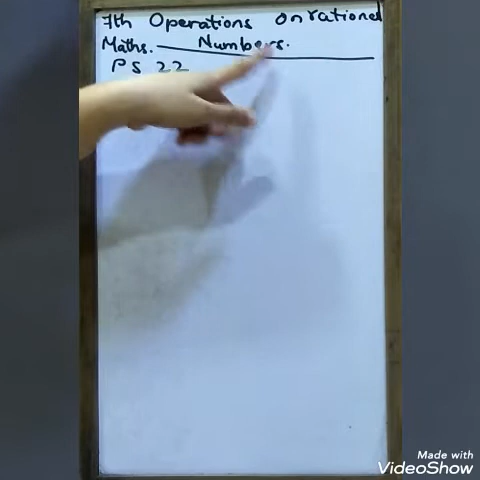 7th Operations on rational
Maths. Numbers.
PS 22
Made with
VideoShow